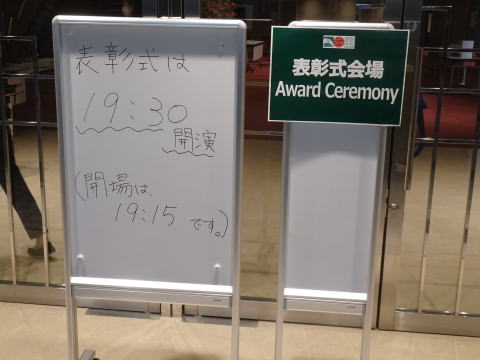 表彰式は
19:30
開演
(開場は、
19:15 です。)
表彰式会場
Award Ceremony